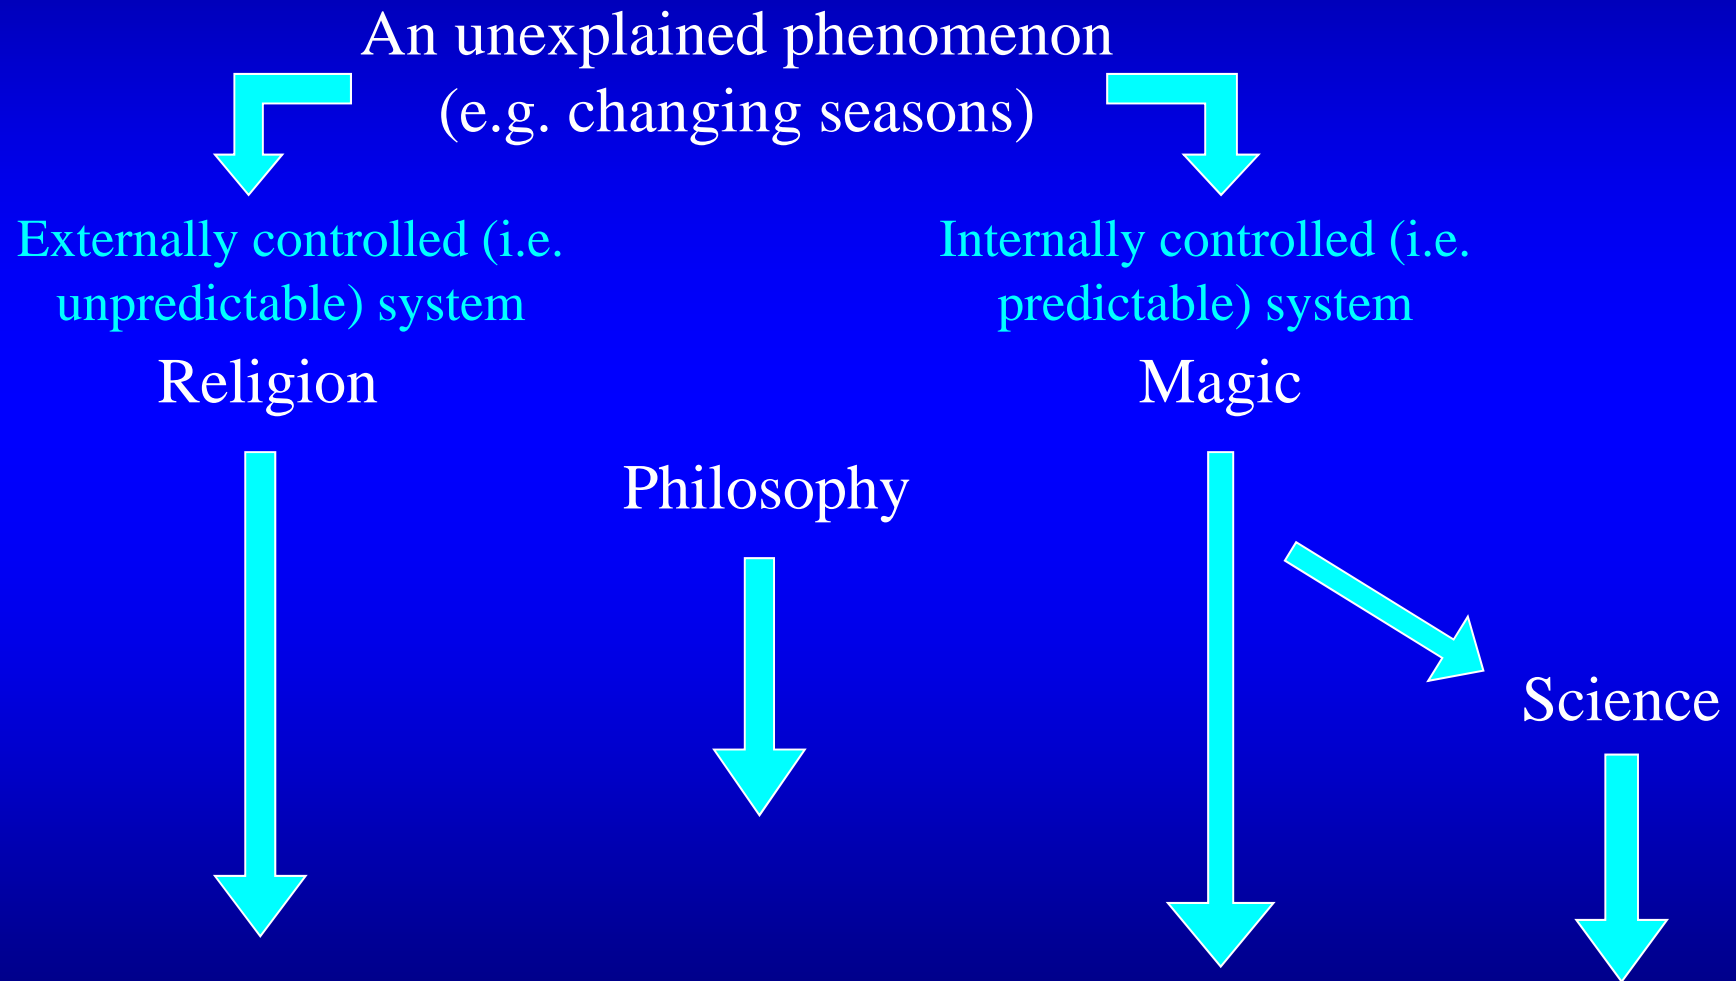 An unexplained phenomenon
(e.g. changing seasons)
Externally controlled (i.e.
unpredictable) system
Religion
Internally controlled (i.e.
predictable) system
Magic
Philosophy
Science